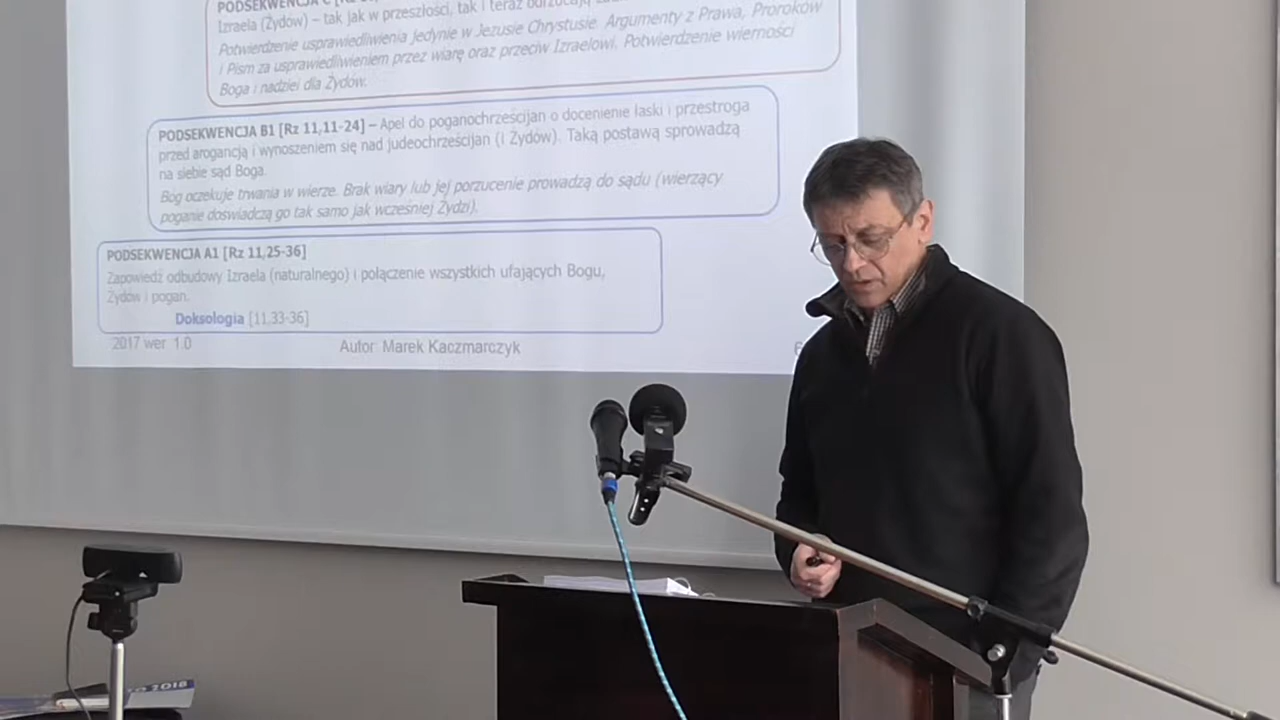 PODSEKWENCJA C
Izraela (Żydów) – tak jak w przeszłości, tak i teraz odrzucają
Potwierdzenie usprawiedliwienia jedynie w Jezusie Chrystusie. Argumenty z Prawa, Proroków
i Pism za usprawiedliwieniem przez wiarę oraz przeciw Izraelowi. Potwierdzenie wierności
Boga i nadziei dla Żydów.
PODSEKWENCJA B1 [Rz 11,11-24] – Apel do poganochrześcijan o docenienie łaski i przestroga
przed arogancją i wynoszeniem się nad judeochrześcijan (i Żydów). Taką postawą sprowadzą
na siebie sąd Boga.
Bóg oczekuje trwania w wierze. Brak wiary lub jej porzucenie prowadzą do sądu (wierzący
poganie doświadczą go tak samo jak wcześniej Żydzi).
PODSEKWENCJA A1 [Rz 11,25-36]
Zapowiedź odbudowy Izraela (naturalnego) i połączenie wszystkich ufających Bogu,
Żydów i pogan.
Doksologia [11,33-36]
2017 wer. 1.0 Autor: Marek Kaczmarczyk 6
2018